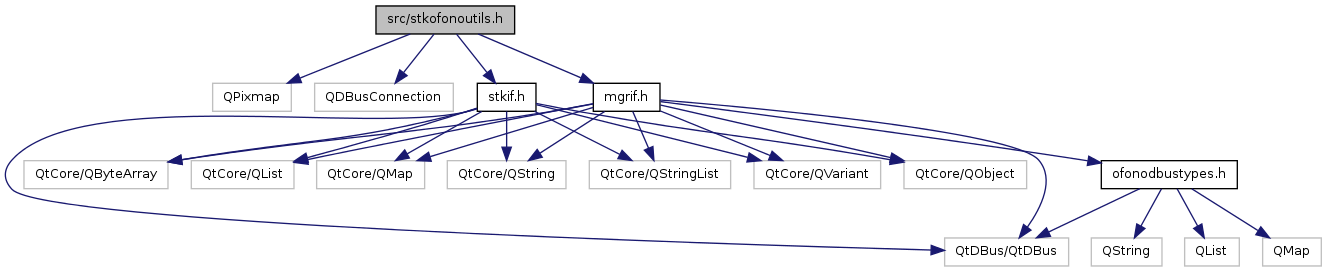 src/stkofonoutils.h
QPixmap
QDBusConnection
stkif.h
mgrif.h
QtCore/QByteArray
QtCore/QList
QtCore/QMap
QtCore/QString
QtCore/QStringList
QtCore/QVariant
QtCore/QObject
ofonodbustypes.h
QtDBus/QtDBus
QString
QList
QMap